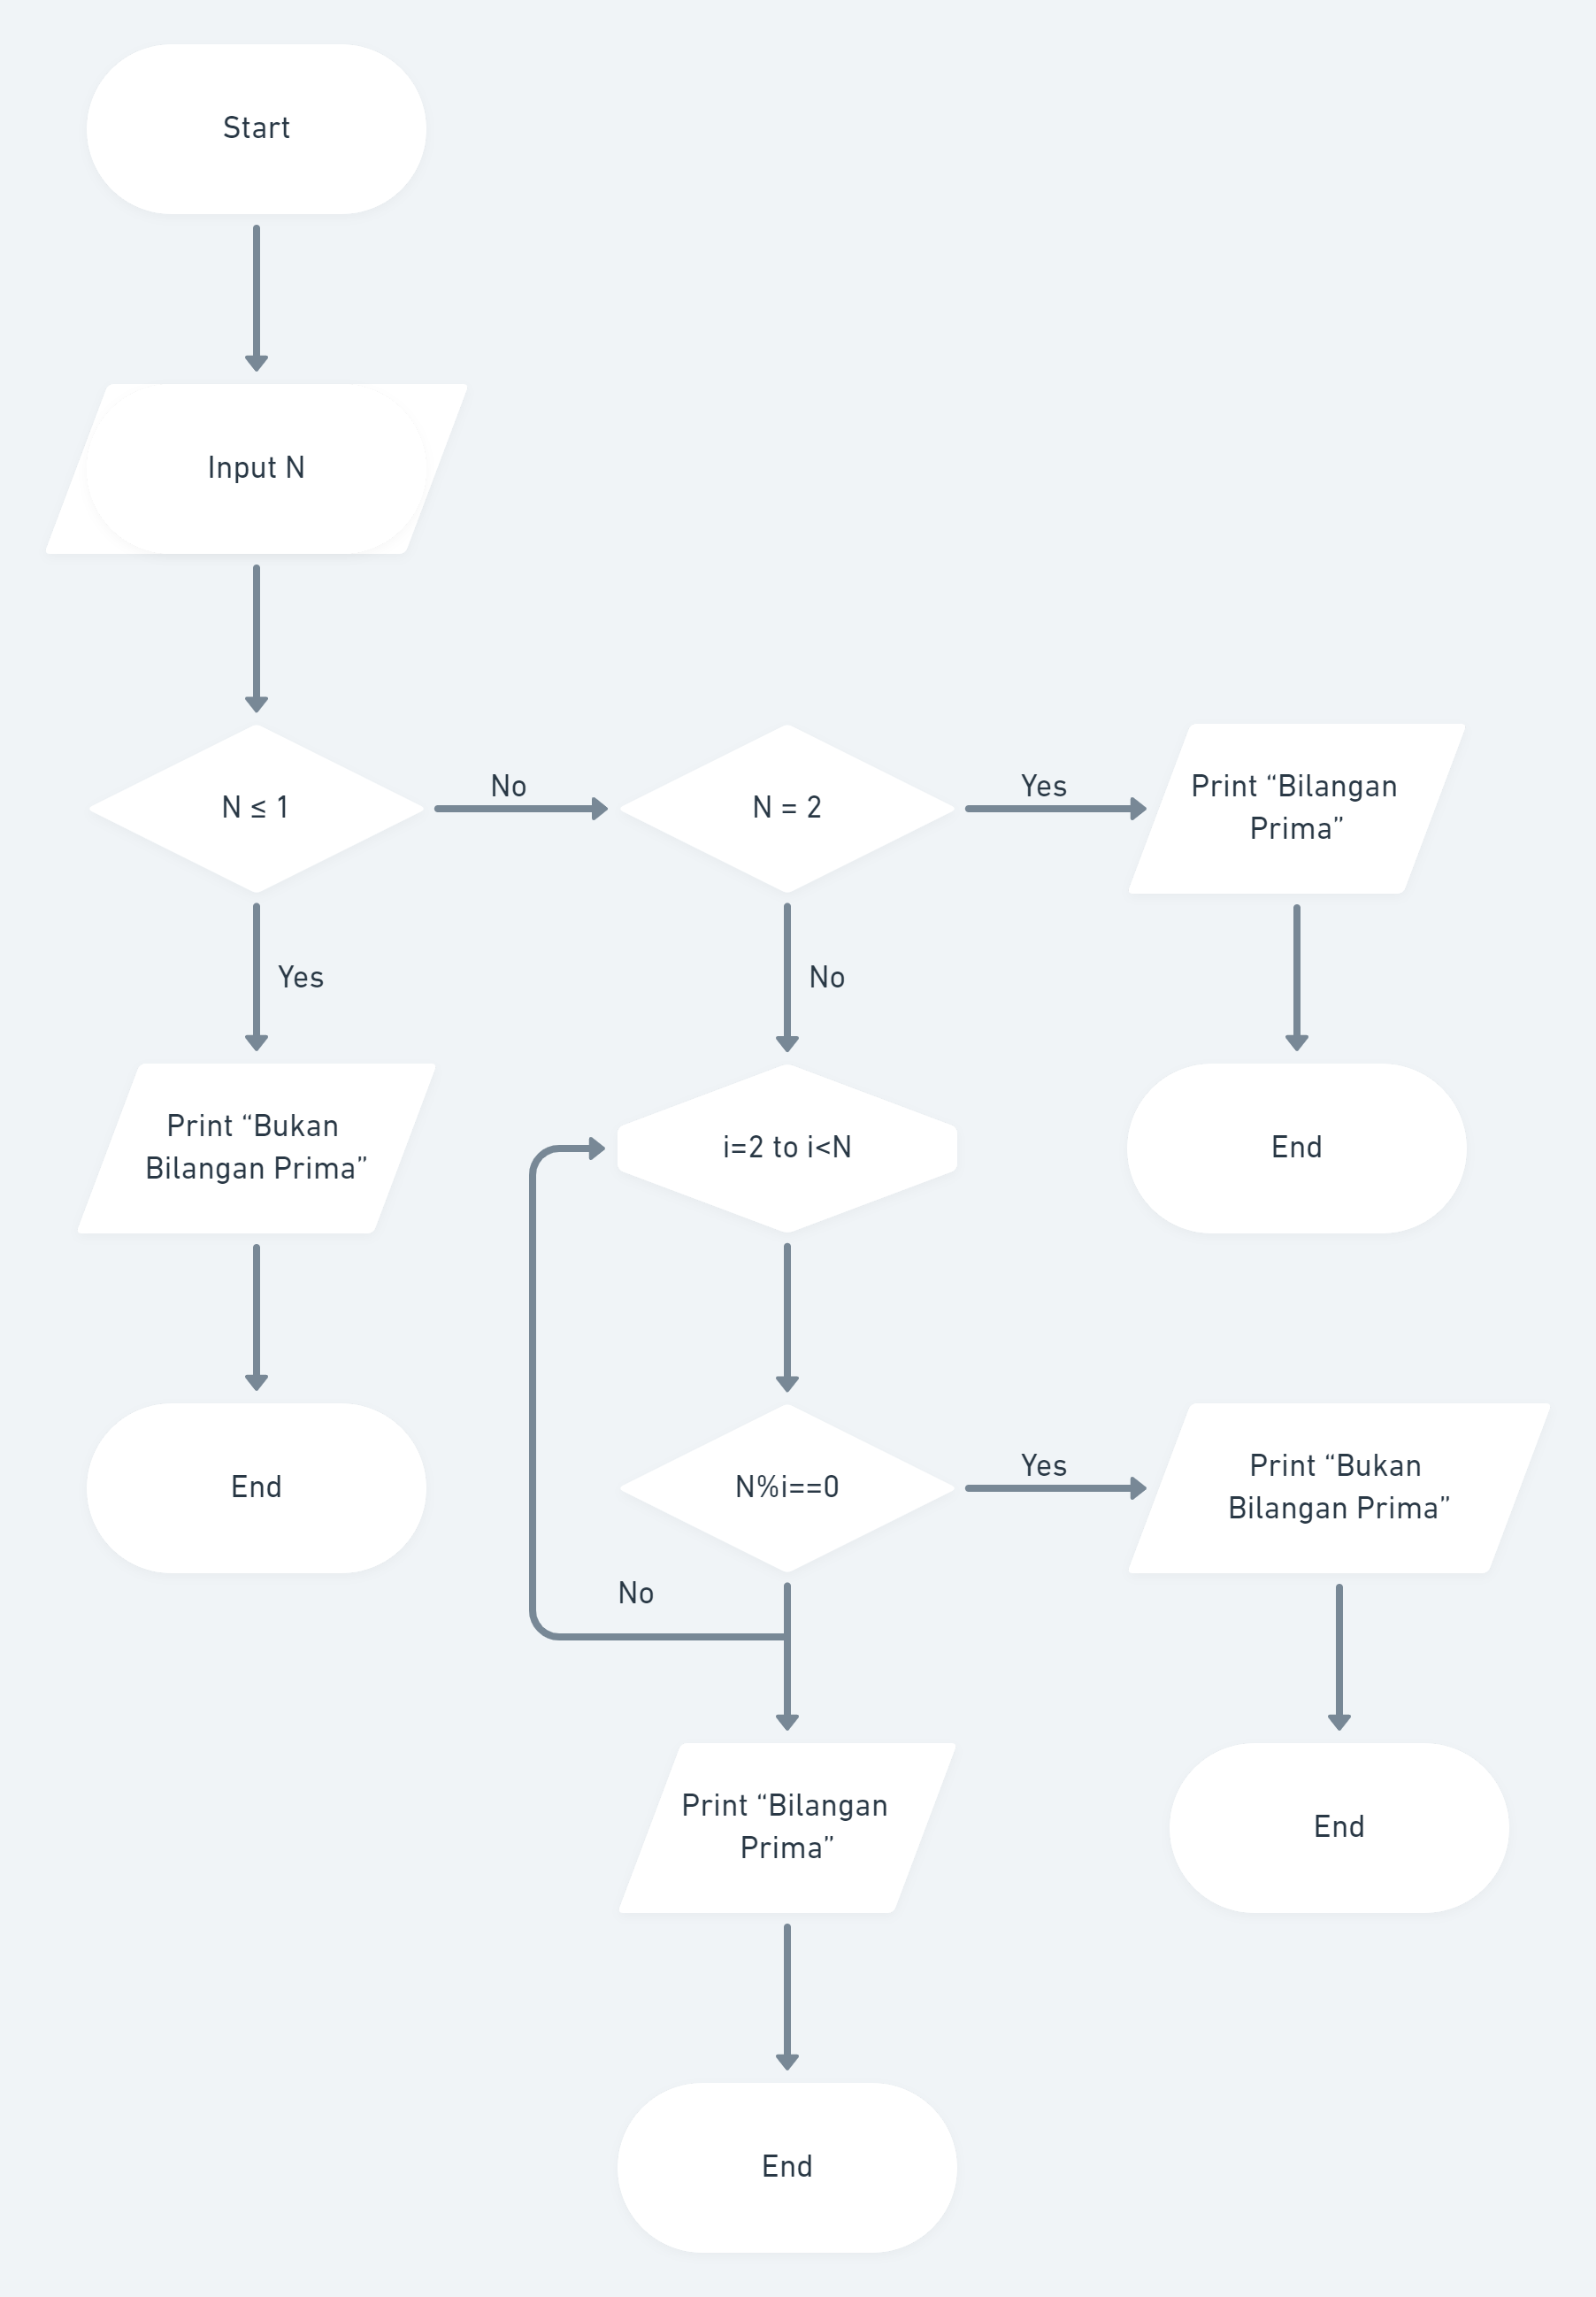 Start
Input N
N ≤ 1
No
N = 2
Yes
Print “Bilangan
Prima”
Yes
No
Print “Bukan
Bilangan Prima”
i=2 to i<N
End
End
N%i==0
Yes
Print “Bukan
Bilangan Prima”
No
Print “Bilangan
Prima”
End
End